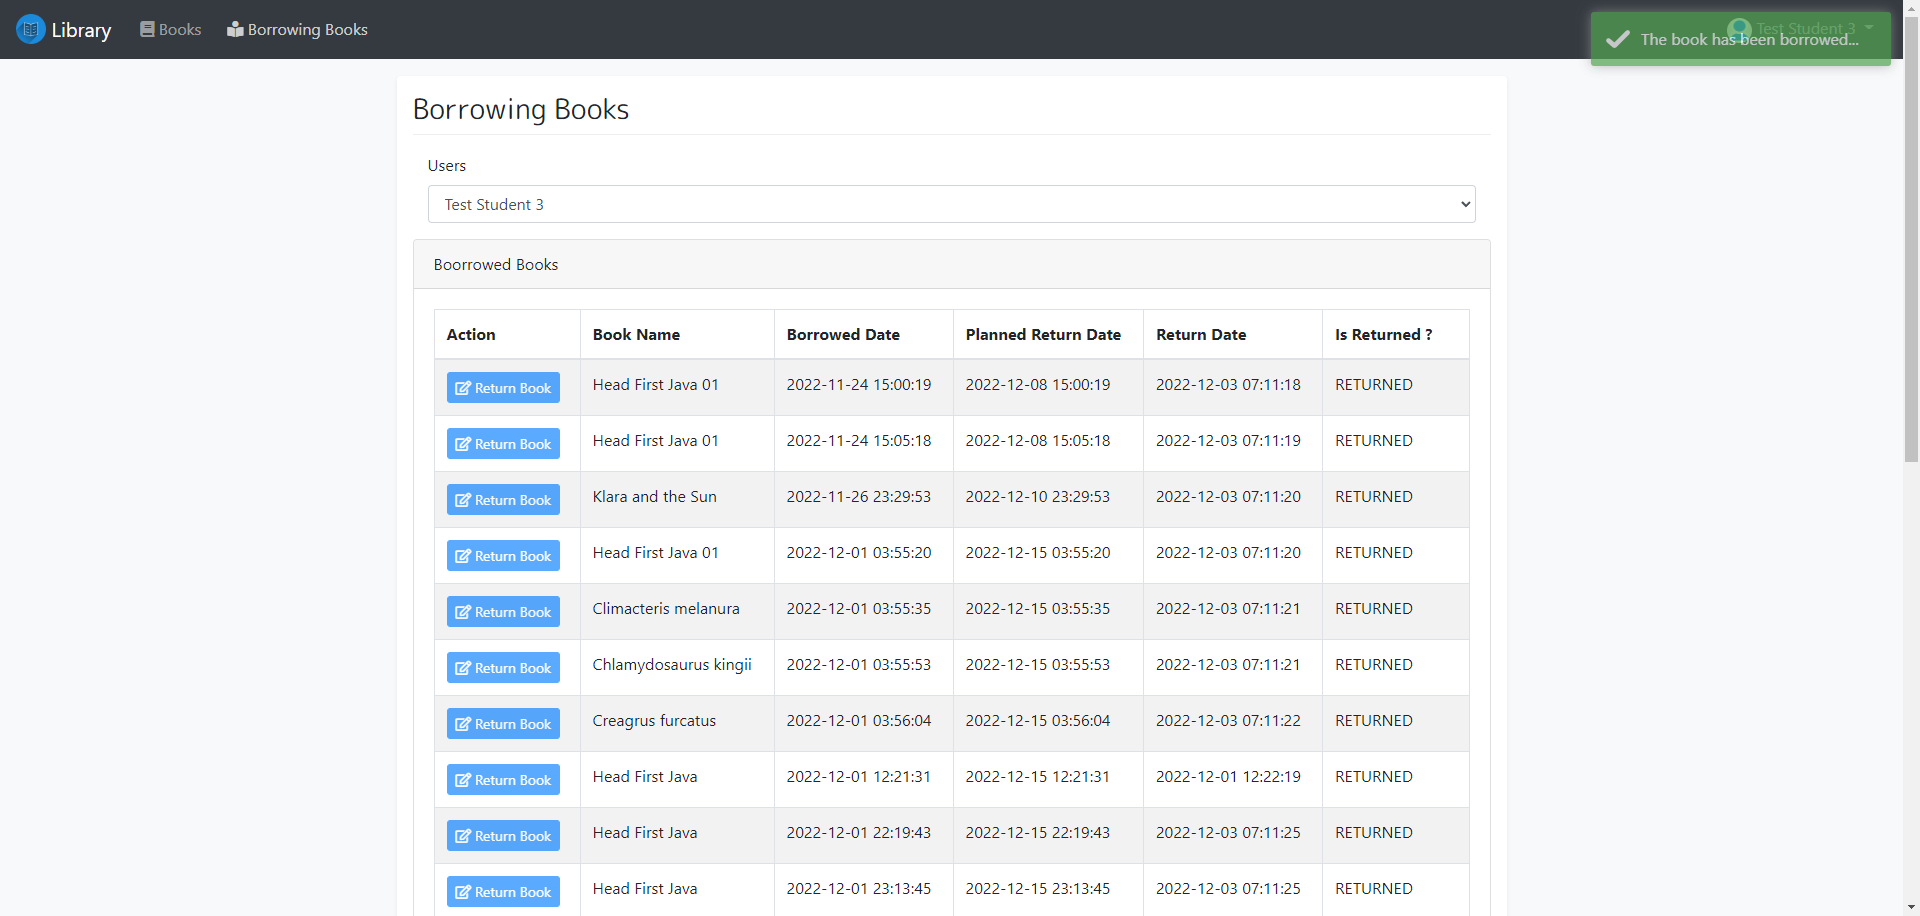 Library Books Borrowing Books Test Student 3
The book has been borrowed...
Borrowing Books
Users
Test Student 3
Boorrowed Books
Action Book Name Borrowed Date Planned Return Date Return Date Is Returned ?
Return Book Head First Java 01 2022-11-24 15:00:19 2022-12-08 15:00:19 2022-12-03 07:11:18 RETURNED
Return Book Head First Java 01 2022-11-24 15:05:18 2022-12-08 15:05:18 2022-12-03 07:11:19 RETURNED
Return Book Klara and the Sun 2022-11-26 23:29:53 2022-12-10 23:29:53 2022-12-03 07:11:20 RETURNED
Return Book Head First Java 01 2022-12-01 03:55:20 2022-12-15 03:55:20 2022-12-03 07:11:20 RETURNED
Return Book Climacteris melanura 2022-12-01 03:55:35 2022-12-15 03:55:35 2022-12-03 07:11:21 RETURNED
Return Book Chlamydosaurus kingii 2022-12-01 03:55:53 2022-12-15 03:55:53 2022-12-03 07:11:21 RETURNED
Return Book Creagrus furcatus 2022-12-01 03:56:04 2022-12-15 03:56:04 2022-12-03 07:11:22 RETURNED
Return Book Head First Java 2022-12-01 12:21:31 2022-12-15 12:21:31 2022-12-01 12:22:19 RETURNED
Return Book Head First Java 2022-12-01 22:19:43 2022-12-15 22:19:43 2022-12-03 07:11:25 RETURNED
Return Book Head First Java 2022-12-01 23:13:45 2022-12-15 23:13:45 2022-12-03 07:11:25 RETURNED